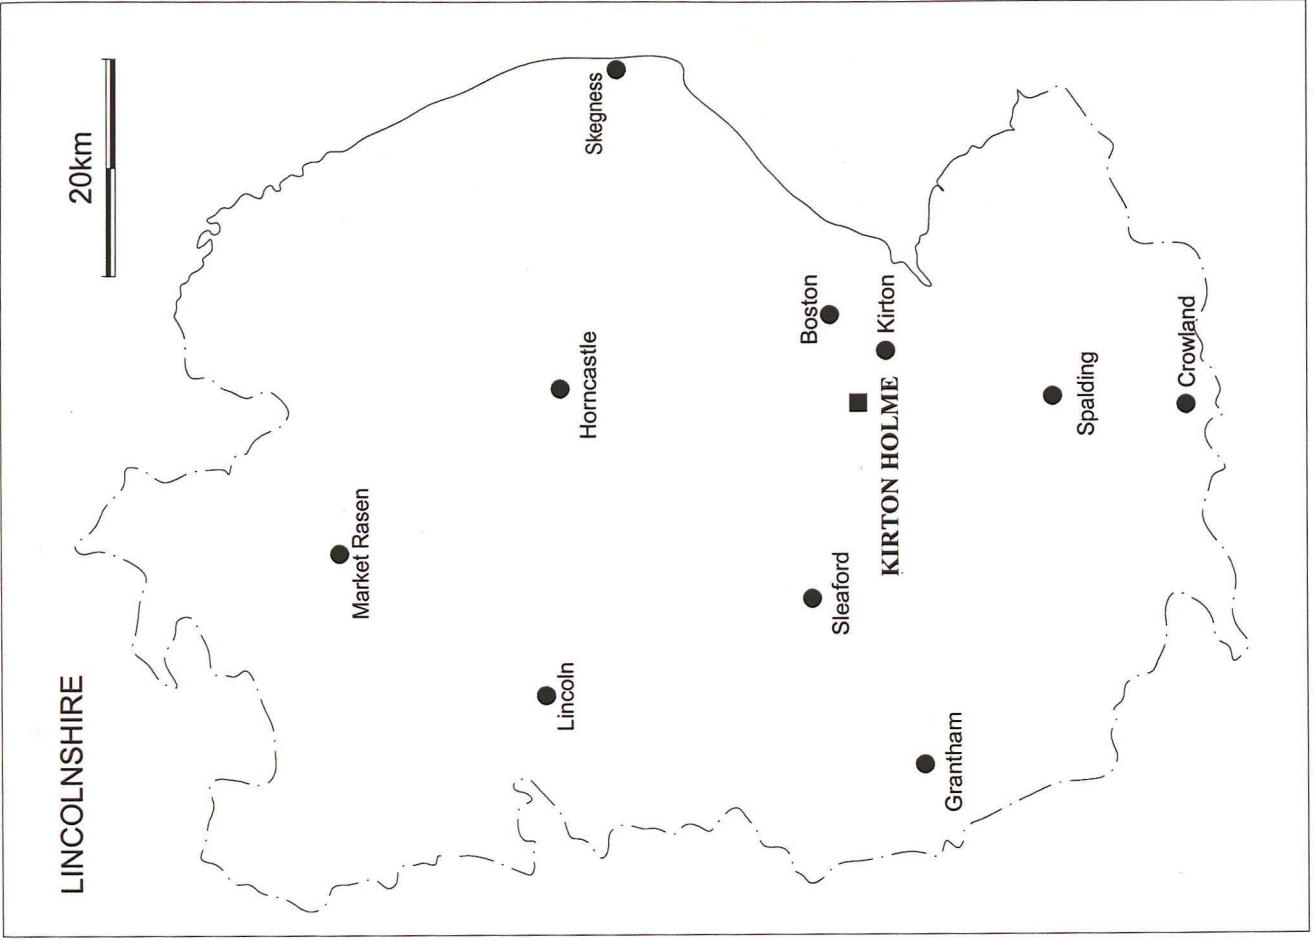 LINCOLNSHIRE
20km
Market Rasen
Lincoln
Horncastle
Skegness
Sleaford
Boston
Kirton
KIRTON HOLME
Grantham
Spalding
Crowland